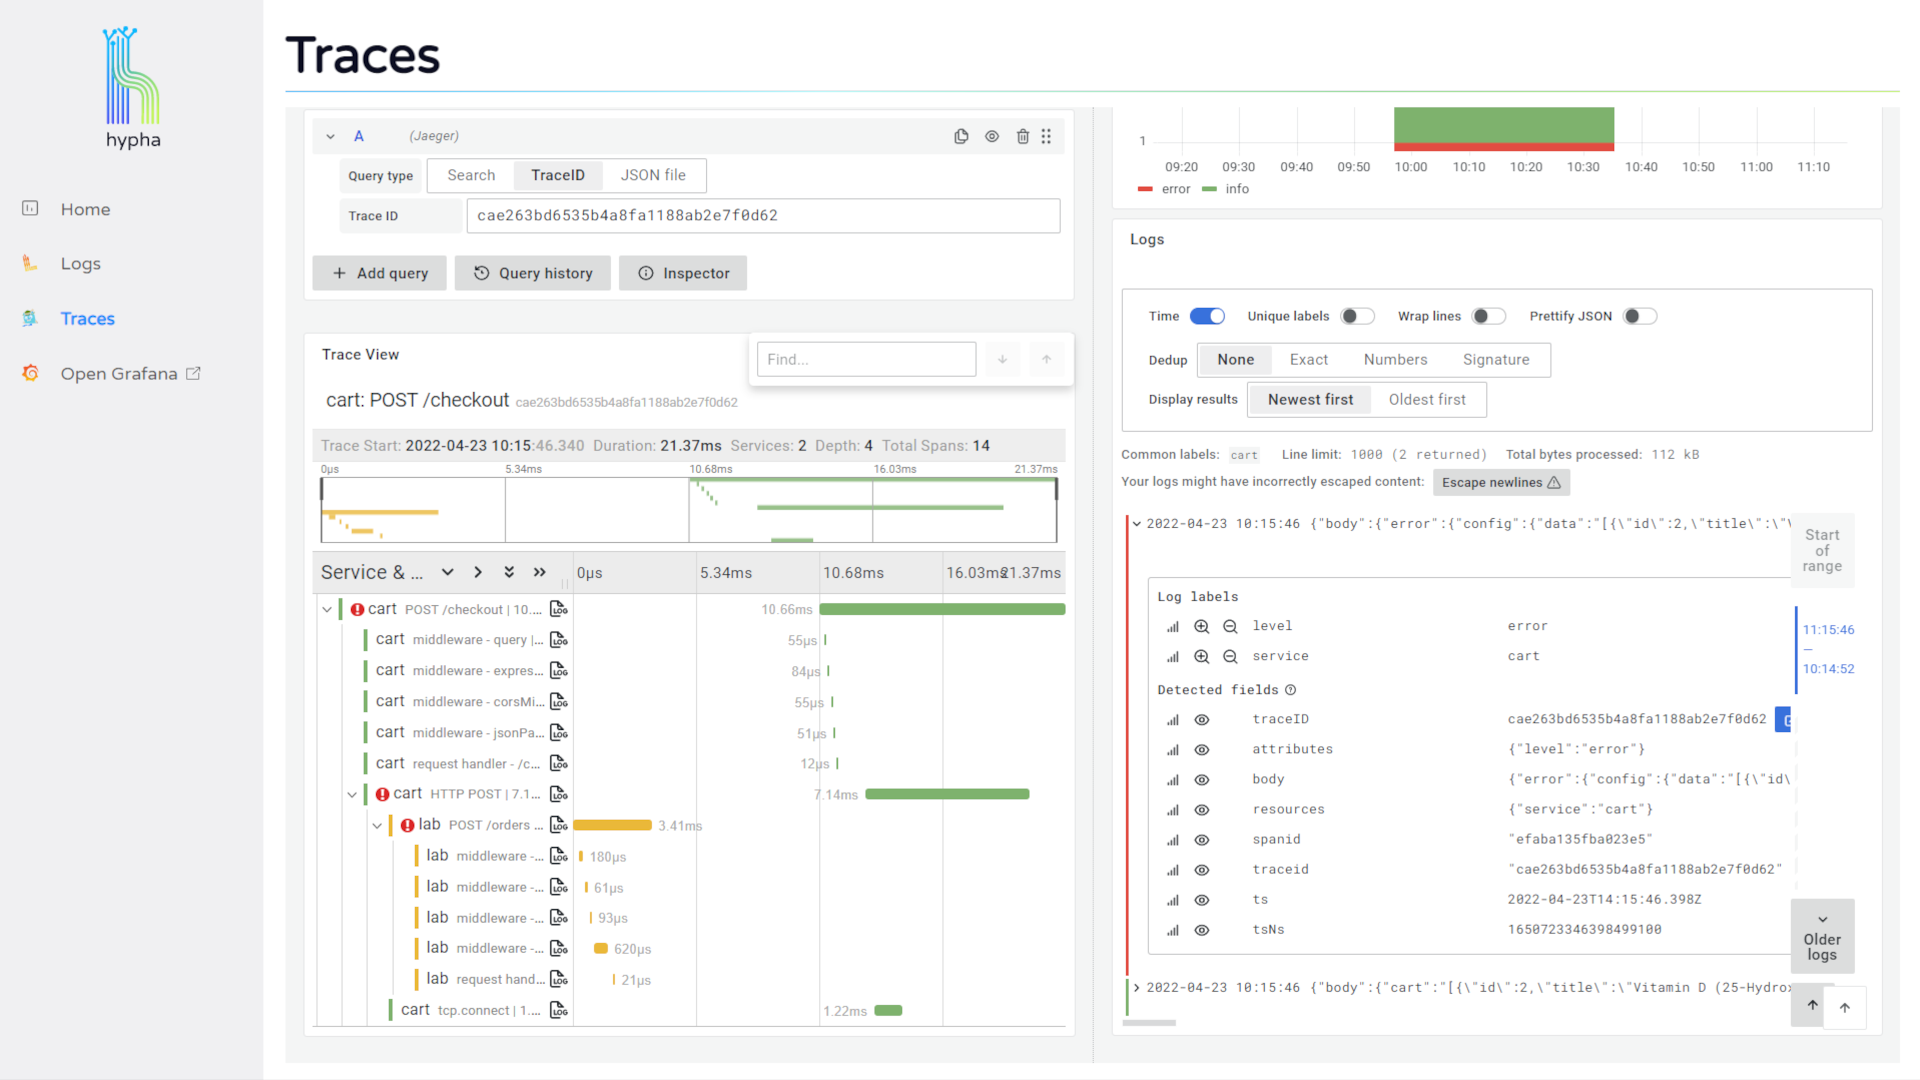 hypha
Home
Logs
Traces
Open Grafana
Traces
A (Jaeger)
Query type Search TraceID JSON file
Trace ID cae263bd6535b4a8fa1188ab2e7f0d62
+ Add query Query history Inspector
Trace View Find...
cart: POST /checkout cae263bd6535b4a8fa1188ab2e7f0d62
Trace Start: 2022-04-23 10:15:46.340 Duration: 21.37ms Services: 2 Depth: 4 Total Spans: 14
0μs 5.34ms 10.68ms 16.03ms 21.37ms
Service & ... 0μs 5.34ms 10.68ms 16.03ms 21.37ms
cart POST /checkout | 10.... LOG 10.66ms
cart middleware - query |... LOG 55μs
cart middleware - expres... LOG 84μs
cart middleware - corsMi... LOG 55μs
cart middleware - jsonPa... LOG 51μs
cart request handler - /c... LOG 12μs
cart HTTP POST | 7.1... LOG 7.14ms
lab POST /orders ... LOG 3.41ms
lab middleware -... LOG 180μs
lab middleware -... LOG 61μs
lab middleware -... LOG 93μs
lab middleware -... LOG 620μs
lab request hand... LOG 21μs
cart tcp.connect | 1.... LOG 1.22ms
1
09:20 09:30 09:40 09:50 10:00 10:10 10:20 10:30 10:40 10:50 11:00 11:10
error info
Logs
Time Unique labels Wrap lines Prettify JSON
Dedup None Exact Numbers Signature
Display results Newest first Oldest first
Common labels: cart Line limit: 1000 (2 returned) Total bytes processed: 112 kB
Your logs might have incorrectly escaped content: Escape newlines
2022-04-23 10:15:46 {"body":{"error":{"config":{"data":"[{\"id\":2,\"title\":\"V
Start
of
range
Log labels
level error
service cart
11:15:46
—
10:14:52
Detected fields
traceID cae263bd6535b4a8fa1188ab2e7f0d62
attributes {"level":"error"}
body {"error":{"config":{"data":"[{\"id\
resources {"service":"cart"}
spanid "efaba135fba023e5"
traceid "cae263bd6535b4a8fa1188ab2e7f0d62"
ts 2022-04-23T14:15:46.398Z
tsNs 1650723346398499100
Older
logs
2022-04-23 10:15:46 {"body":{"cart":"[{\"id\":2,\"title\":\"Vitamin D (25-Hydro